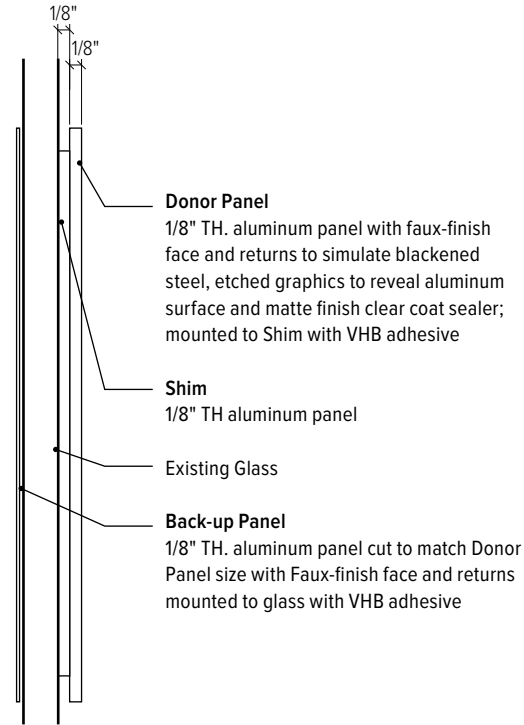 1/8"
1/8"
Donor Panel
1/8" TH. aluminum panel with faux-finish
face and returns to simulate blackened
steel, etched graphics to reveal aluminum
surface and matte finish clear coat sealer;
mounted to Shim with VHB adhesive
Shim
1/8" TH aluminum panel
Existing Glass
Back-up Panel
1/8" TH. aluminum panel cut to match Donor
Panel size with Faux-finish face and returns
mounted to glass with VHB adhesive